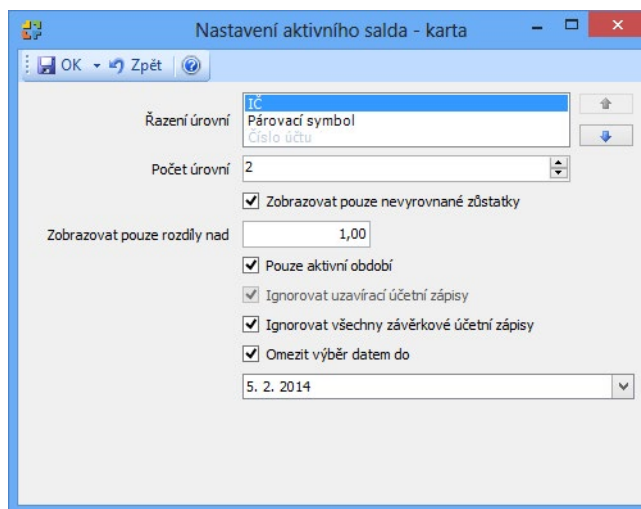 Nastavení aktivního salda - karta
OK Zpět
Řazení úrovní
IČ
Párovací symbol
Číslo účtu
Počet úrovní 2
Zobrazovat pouze nevyrovnané zůstatky
Zobrazovat pouze rozdíly nad 1,00
Pouze aktivní období
Ignorovat uzavírací účetní zápisy
Ignorovat všechny závěrkové účetní zápisy
Omezit výběr datem do
5. 2. 2014